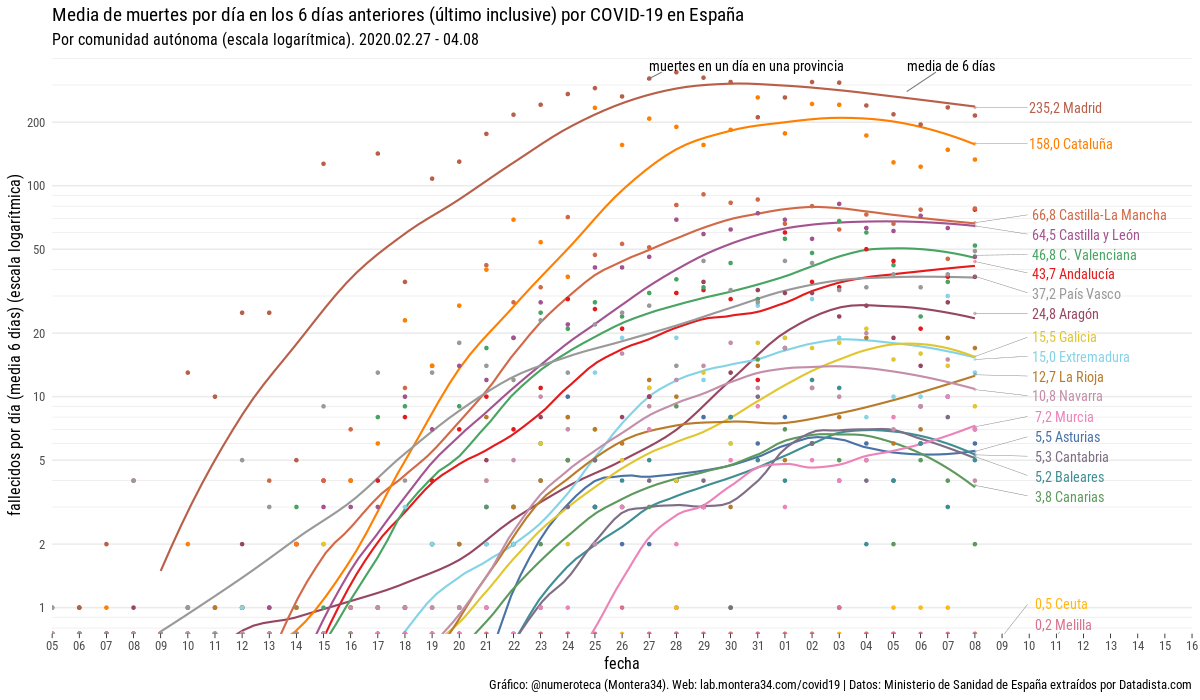 Media de muertes por día en los 6 días anteriores (último inclusive) por COVID-19 en España
Por comunidad autónoma (escala logarítmica). 2020.02.27 - 04.08
muertes en un día en una provincia
media de 6 días
fallecidos por día (media 6 días) (escala logarítmica)
200
100
50
20
10
5
2
1
235,2 Madrid
158,0 Cataluña
66,8 Castilla-La Mancha
64,5 Castilla y León
46,8 C. Valenciana
43,7 Andalucía
37,2 País Vasco
24,8 Aragón
15,5 Galicia
15,0 Extremadura
12,7 La Rioja
10,8 Navarra
7,2 Murcia
5,5 Asturias
5,3 Cantabria
5,2 Baleares
3,8 Canarias
0,5 Ceuta
0,2 Melilla
05 06 07 08 09 10 11 12 13 14 15 16 17 18 19 20 21 22 23 24 25 26 27 28 29 30 31 01 02 03 04 05 06 07 08 09 10 11 12 13 14 15 16
fecha
Gráfico: @numeroteca (Montera34). Web: lab.montera34.com/covid19 | Datos: Ministerio de Sanidad de España extraídos por Datadista.com